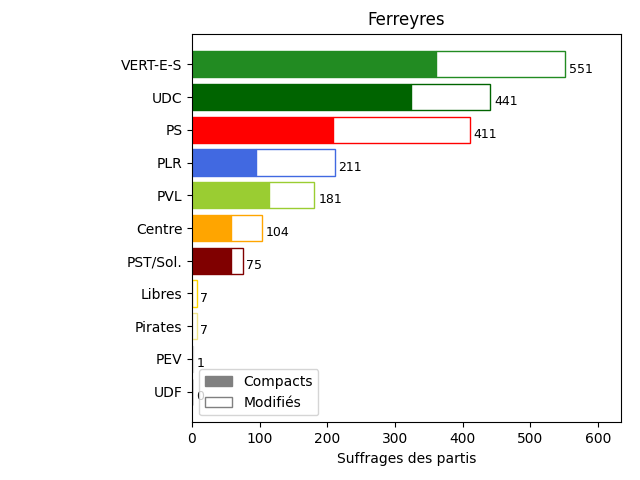 Ferreyres
VERT-E-S 551
UDC 441
PS 411
PLR 211
PVL 181
Centre 104
PST/Sol. 75
Libres 7
Pirates 7
PEV 1
UDF 0
Compacts
Modifiés
0 100 200 300 400 500 600
Suffrages des partis